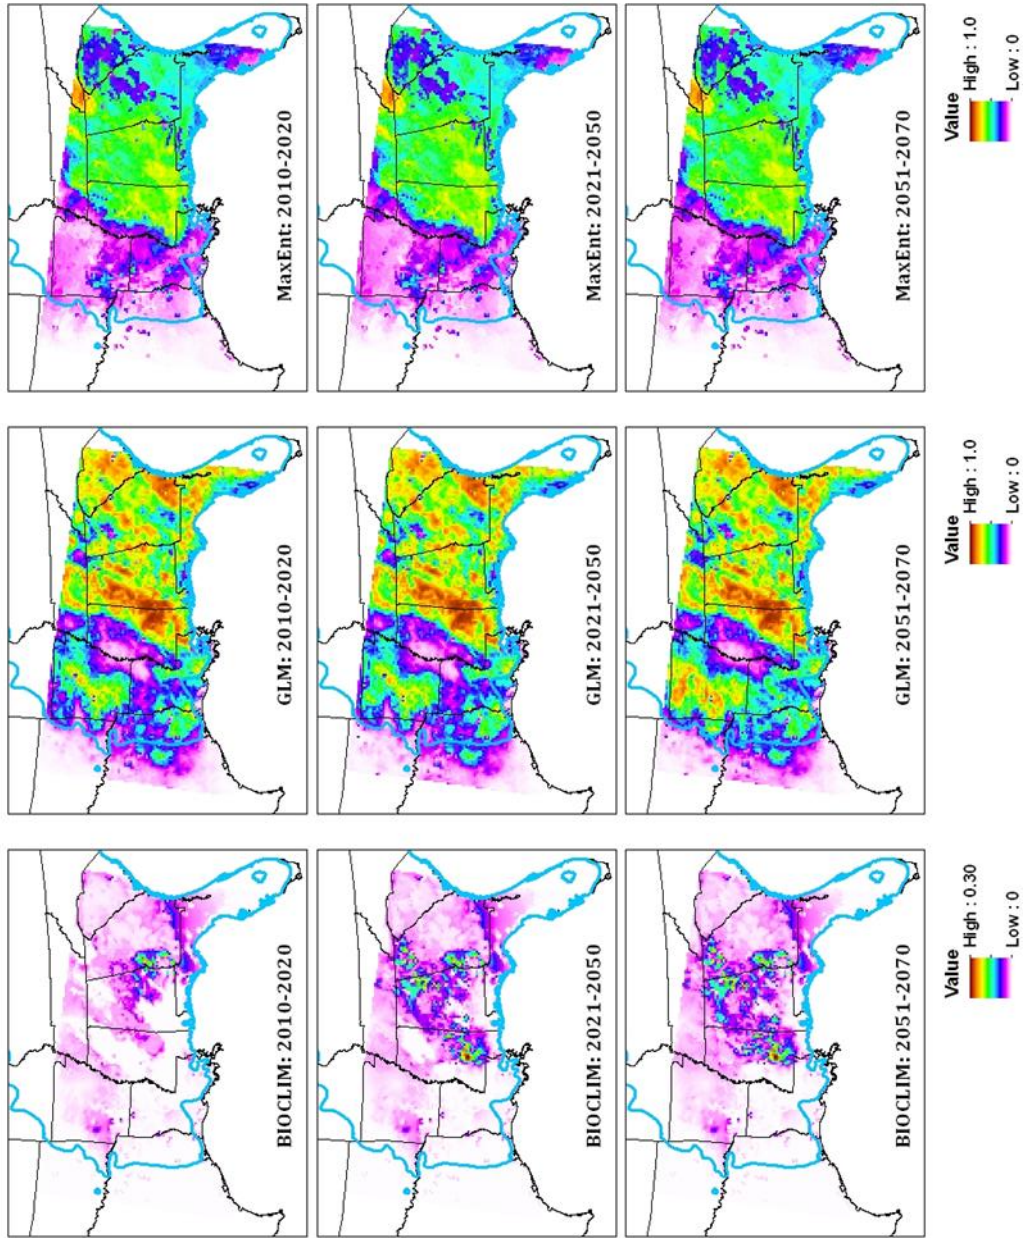 BIOCLIM: 2010-2020
GLM: 2010-2020
MaxEnt: 2010-2020
BIOCLIM: 2021-2050
GLM: 2021-2050
MaxEnt: 2021-2050
BIOCLIM: 2051-2070
GLM: 2051-2070
MaxEnt: 2051-2070
Value
High : 0.30
Low : 0
Value
High : 1.0
Low : 0
Value
High : 1.0
Low : 0